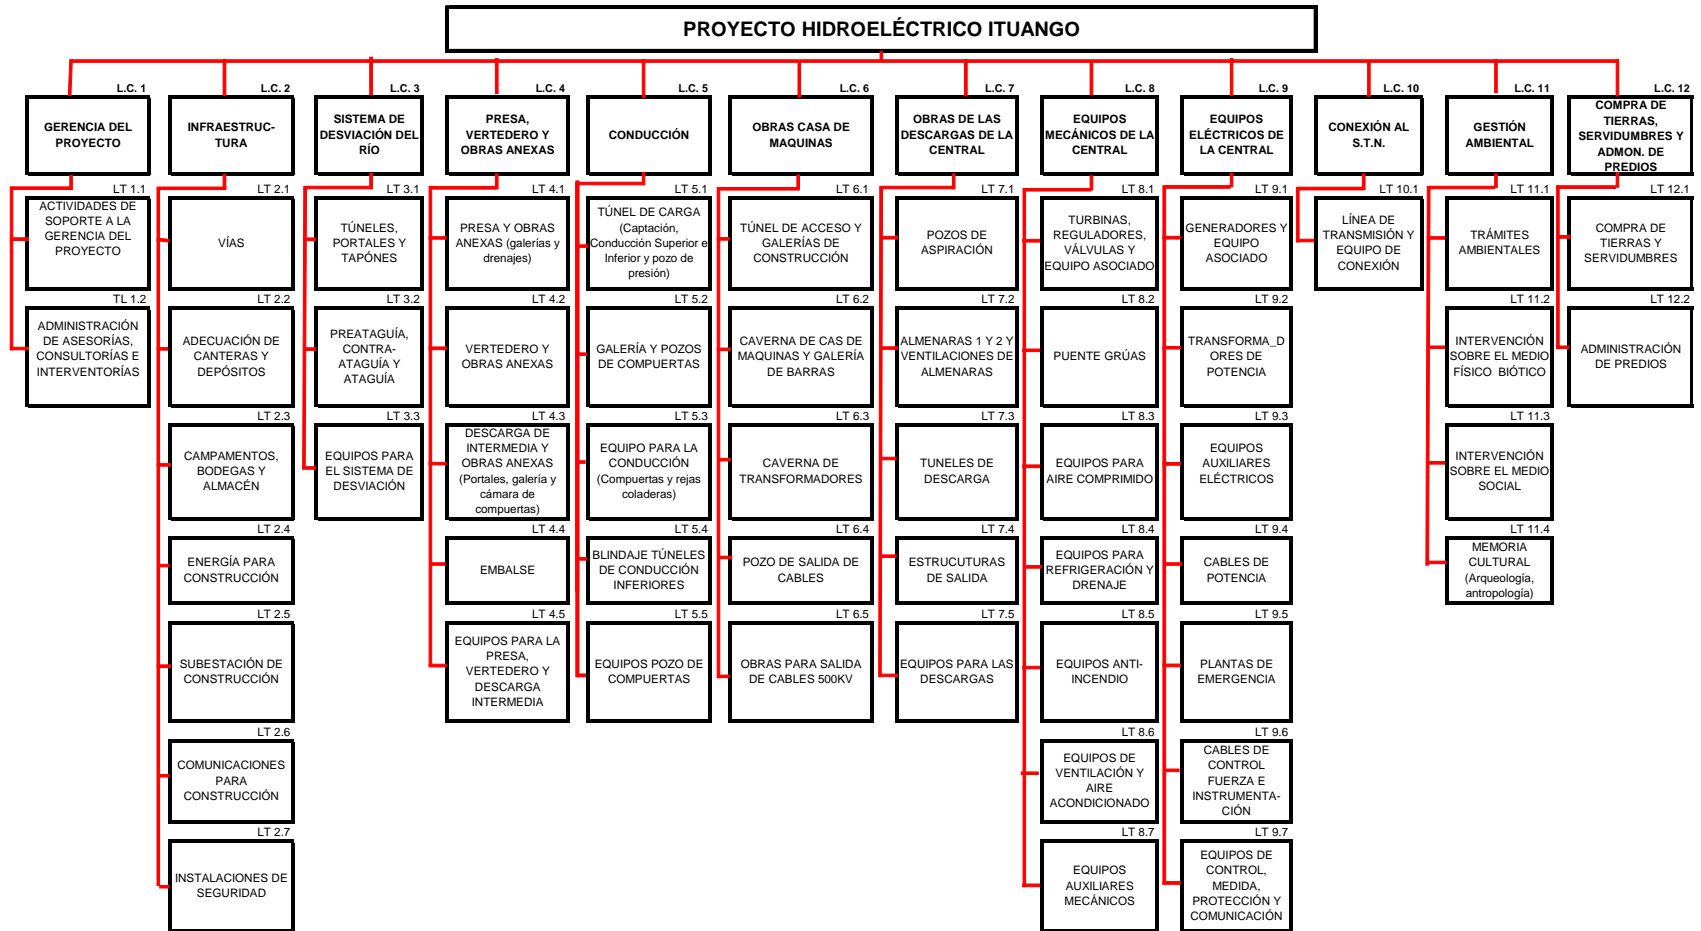 PROYECTO HIDROELÉCTRICO ITUANGO
L.C. 1
GERENCIA DEL
PROYECTO
LT 1.1
ACTIVIDADES DE
SOPORTE A LA
GERENCIA DEL
PROYECTO
TL 1.2
ADMINISTRACIÓN
DE ASESORÍAS,
CONSULTORÍAS E
INTERVENTORÍAS
L.C. 2
INFRAESTRUC-
TURA
LT 2.1
VÍAS
LT 2.2
ADECUACIÓN DE
CANTERAS Y
DEPÓSITOS
LT 2.3
CAMPAMENTOS,
BODEGAS Y
ALMACÉN
LT 2.4
ENERGÍA PARA
CONSTRUCCIÓN
LT 2.5
SUBESTACIÓN DE
CONSTRUCCIÓN
LT 2.6
COMUNICACIONES
PARA
CONSTRUCCIÓN
LT 2.7
INSTALACIONES DE
SEGURIDAD
L.C. 3
SISTEMA DE
DESVIACIÓN DEL
RÍO
LT 3.1
TÚNELES,
PORTALES Y
TAPÓNES
LT 3.2
PREATAGUÍA,
CONTRA-
ATAGUÍA Y
ATAGUÍA
LT 3.3
EQUIPOS PARA
EL SISTEMA DE
DESVIACIÓN
L.C. 4
PRESA,
VERTEDERO Y
OBRAS ANEXAS
LT 4.1
PRESA Y OBRAS
ANEXAS (galerías y
drenajes)
LT 4.2
VERTEDERO Y
OBRAS ANEXAS
LT 4.3
DESCARGA DE
INTERMEDIA Y
OBRAS ANEXAS
(Portales, galería y
cámara de
compuertas)
LT 4.4
EMBALSE
LT 4.5
EQUIPOS PARA LA
PRESA,
VERTEDERO Y
DESCARGA
INTERMEDIA
L.C. 5
CONDUCCIÓN
LT 5.1
TÚNEL DE CARGA
(Captación,
Conducción Superior e
Inferior y pozo de
presión)
LT 5.2
GALERÍA Y POZOS
DE COMPUERTAS
LT 5.3
EQUIPO PARA LA
CONDUCCIÓN
(Compuertas y rejas
coladeras)
LT 5.4
BLINDAJE TÚNELES
DE CONDUCCIÓN
INFERIORES
LT 5.5
EQUIPOS POZO DE
COMPUERTAS
L.C. 6
OBRAS CASA DE
MAQUINAS
LT 6.1
TÚNEL DE ACCESO Y
GALERÍAS DE
CONSTRUCCIÓN
LT 6.2
CAVERNA DE CAS DE
MAQUINAS Y GALERÍA
DE BARRAS
LT 6.3
CAVERNA DE
TRANSFORMADORES
LT 6.4
POZO DE SALIDA DE
CABLES
LT 6.5
OBRAS PARA SALIDA
DE CABLES 500KV
L.C. 7
OBRAS DE LAS
DESCARGAS DE LA
CENTRAL
LT 7.1
POZOS DE
ASPIRACIÓN
LT 7.2
ALMENARAS 1 Y 2 Y
VENTILACIONES DE
ALMENARAS
LT 7.3
TUNELES DE
DESCARGA
LT 7.4
ESTRUCUTURAS
DE SALIDA
LT 7.5
EQUIPOS PARA LAS
DESCARGAS
L.C. 8
EQUIPOS
MECÁNICOS DE LA
CENTRAL
LT 8.1
TURBINAS,
REGULADORES,
VÁLVULAS Y
EQUIPO ASOCIADO
LT 8.2
PUENTE GRÚAS
LT 8.3
EQUIPOS PARA
AIRE COMPRIMIDO
LT 8.4
EQUIPOS PARA
REFRIGERACIÓN Y
DRENAJE
LT 8.5
EQUIPOS ANTI-
INCENDIO
LT 8.6
EQUIPOS DE
VENTILACIÓN Y
AIRE
ACONDICIONADO
LT 8.7
EQUIPOS
AUXILIARES
MECÁNICOS
L.C. 9
EQUIPOS
ELÉCTRICOS DE
LA CENTRAL
LT 9.1
GENERADORES Y
EQUIPO
ASOCIADO
LT 9.2
TRANSFORMA_D
ORES DE
POTENCIA
LT 9.3
EQUIPOS
AUXILIARES
ELÉCTRICOS
LT 9.4
CABLES DE
POTENCIA
LT 9.5
PLANTAS DE
EMERGENCIA
LT 9.6
CABLES DE
CONTROL
FUERZA E
INSTRUMENTA-
CIÓN
LT 9.7
EQUIPOS DE
CONTROL,
MEDIDA,
PROTECCIÓN Y
COMUNICACIÓN
L.C. 10
CONEXIÓN AL
S.T.N.
LT 10.1
LÍNEA DE
TRANSMISIÓN Y
EQUIPO DE
CONEXIÓN
L.C. 11
GESTIÓN
AMBIENTAL
LT 11.1
TRÁMITES
AMBIENTALES
LT 11.2
INTERVENCIÓN
SOBRE EL MEDIO
FÍSICO BIÓTICO
LT 11.3
INTERVENCIÓN
SOBRE EL MEDIO
SOCIAL
LT 11.4
MEMORIA
CULTURAL
(Arqueología,
antropología)
L.C. 12
COMPRA DE
TIERRAS,
SERVIDUMBRES Y
ADMON. DE
PREDIOS
LT 12.1
COMPRA DE
TIERRAS Y
SERVIDUMBRES
LT 12.2
ADMINISTRACIÓN
DE PREDIOS